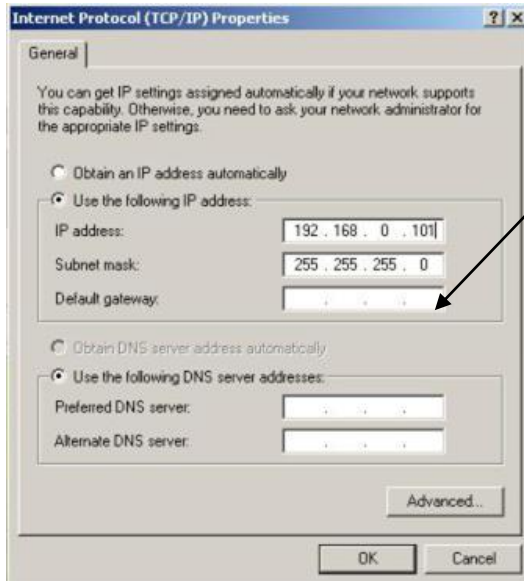 Internet Protocol (TCP/IP) Properties
General
You can get IP settings assigned automatically if your network supports
this capability. Otherwise, you need to ask your network administrator for
the appropriate IP settings.
Obtain an IP address automatically
Use the following IP address:
IP address: 192 . 168 . 0 . 101
Subnet mask: 255 . 255 . 255 . 0
Default gateway: . . .
Obtain DNS server address automatically
Use the following DNS server addresses:
Preferred DNS server: . . .
Alternate DNS server: . . .
Advanced...
OK Cancel